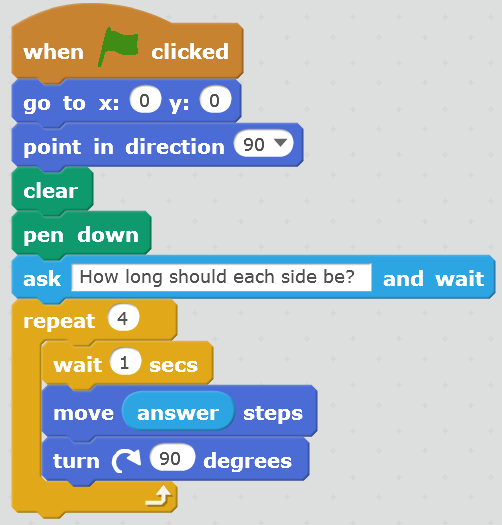 when clicked
go to x: 0 y: 0
point in direction 90
clear
pen down
ask How long should each side be? and wait
repeat 4
wait 1 secs
move answer steps
turn 90 degrees